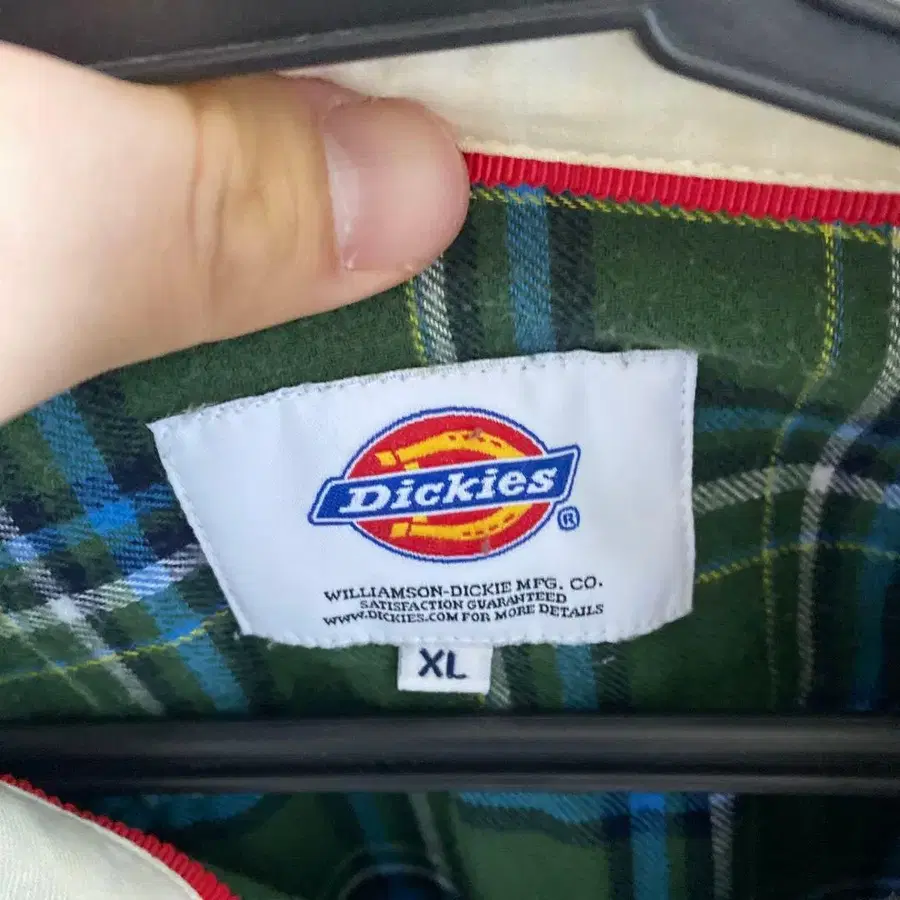 Dickies
®
WILLIAMSON-DICKIE MFG. CO.
SATISFACTION GUARANTEED
WWW.DICKIES.COM FOR MORE DETAILS
XL